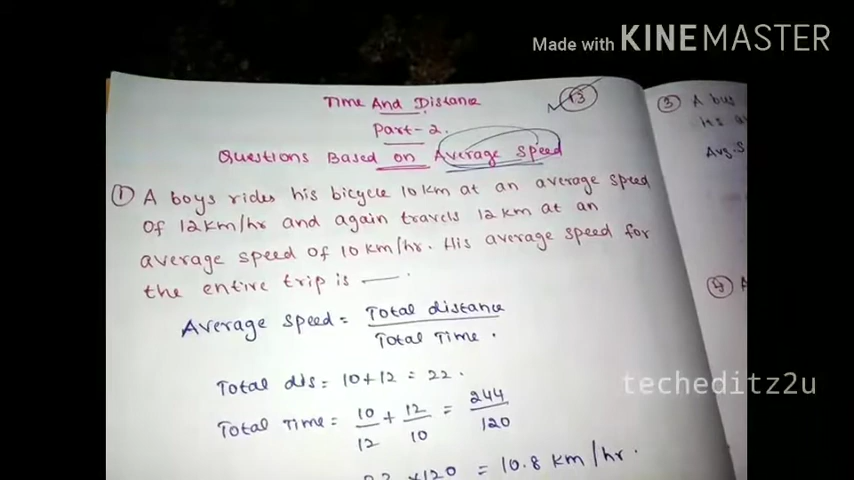 Made with KINEMASTER
Time And Distance
13
Part-2.
Questions Based on Average Speed
① A boys rides his bicycle 10 km at an average speed
of 12 km/hr and again travels 12 km at an
average speed of 10 km/hr. His average speed for
the entire trip is —.
Average speed = Total distance / Total Time.
Total dis = 10+12 = 22.
Total Time = 10/12 + 12/10 = 244/120
×120 = 10.8 km/hr.
③ A bus
Avg. S
④ A
techeditz2u